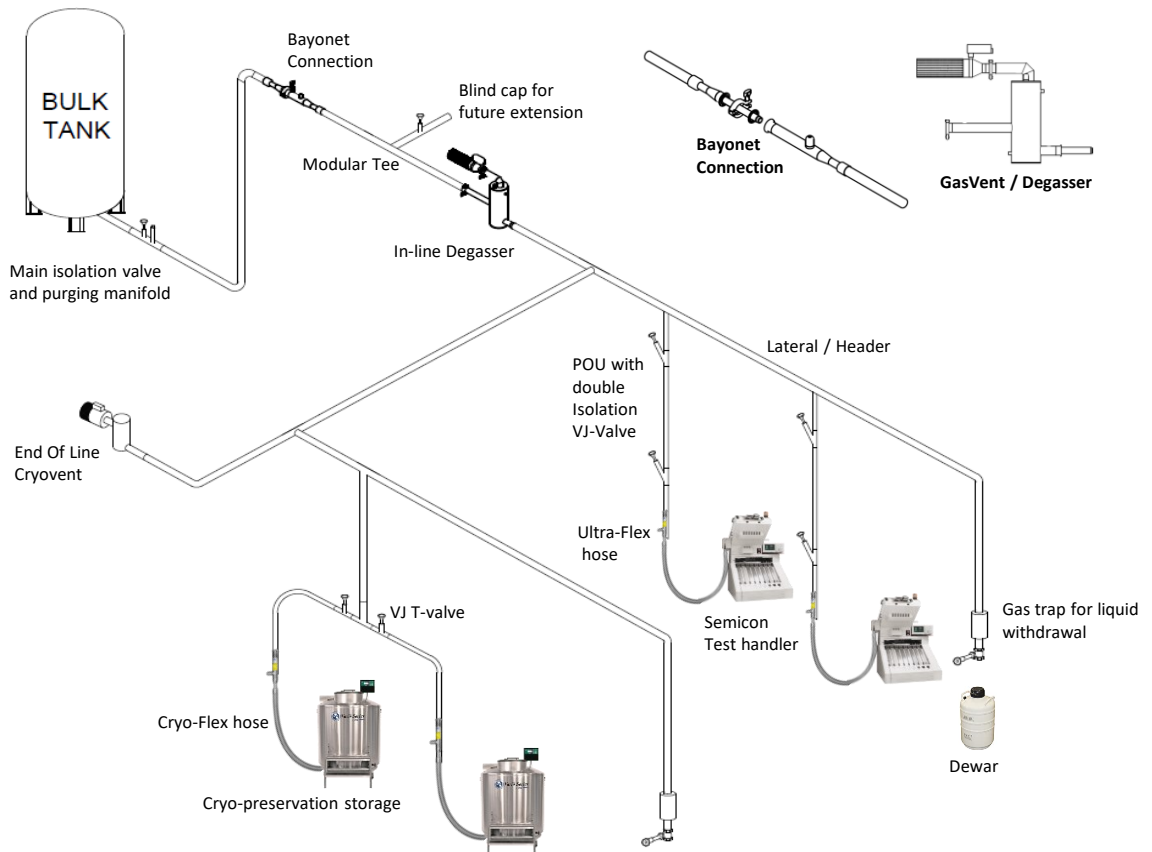 BULK
TANK
Bayonet
Connection
Blind cap for
future extension
Bayonet
Connection
GasVent / Degasser
Modular Tee
In-line Degasser
Main isolation valve
and purging manifold
Lateral / Header
POU with
double
Isolation
VJ-Valve
End Of Line
Cryovent
Ultra-Flex
hose
Semicon
Test handler
Gas trap for liquid
withdrawal
VJ T-valve
Cryo-Flex hose
Dewar
Cryo-preservation storage